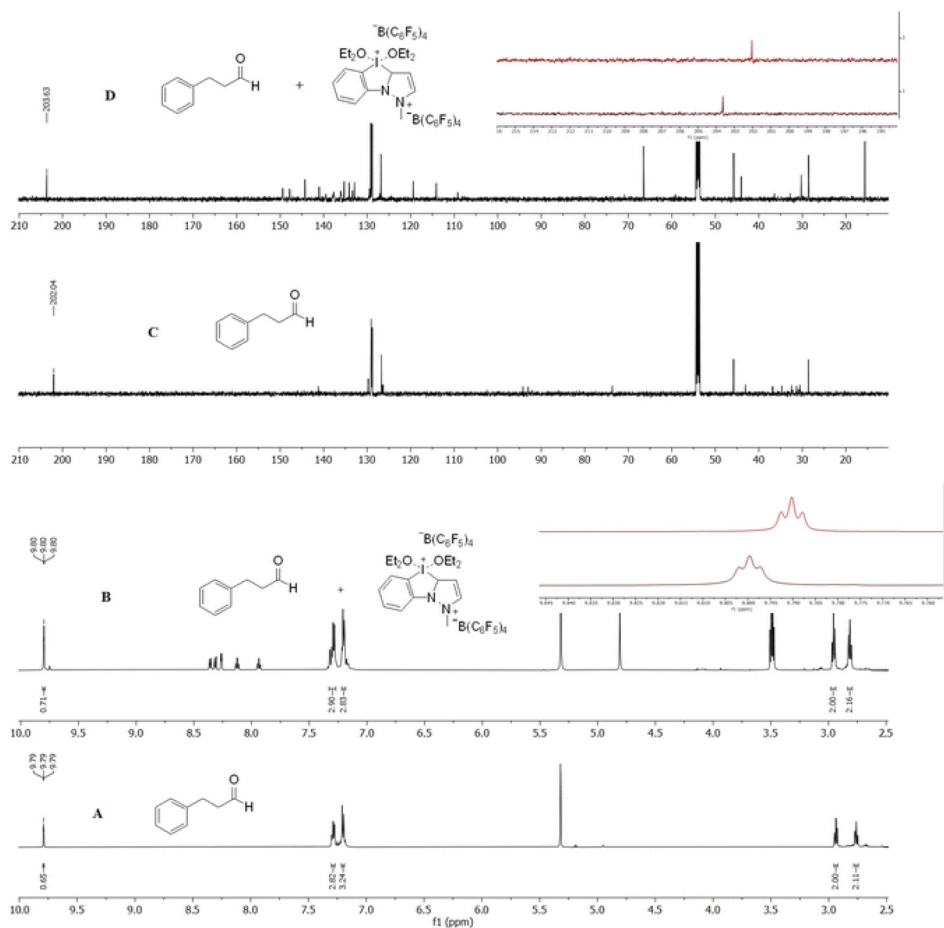 ⁻B(C₆F₅)₄
Et₂O
I⁺
OEt₂
O
H
D
+
N
N⁺
⁻B(C₆F₅)₄
203.63
f1 (ppm)
210 200 190 180 170 160 150 140 130 120 110 100 90 80 70 60 50 40 30 20
202.04
O
H
C
210 200 190 180 170 160 150 140 130 120 110 100 90 80 70 60 50 40 30 20
9.80
9.80
9.80
⁻B(C₆F₅)₄
Et₂O
I⁺
OEt₂
O
H
B
+
N
N⁺
⁻B(C₆F₅)₄
f1 (ppm)
0.71 2.90 2.83 2.00 2.16
10.0 9.5 9.0 8.5 8.0 7.5 7.0 6.5 6.0 5.5 5.0 4.5 4.0 3.5 3.0 2.5
9.79
9.79
9.79
O
H
A
0.65 2.82 3.24 2.00 2.11
10.0 9.5 9.0 8.5 8.0 7.5 7.0 6.5 6.0 5.5 5.0 4.5 4.0 3.5 3.0 2.5
f1 (ppm)